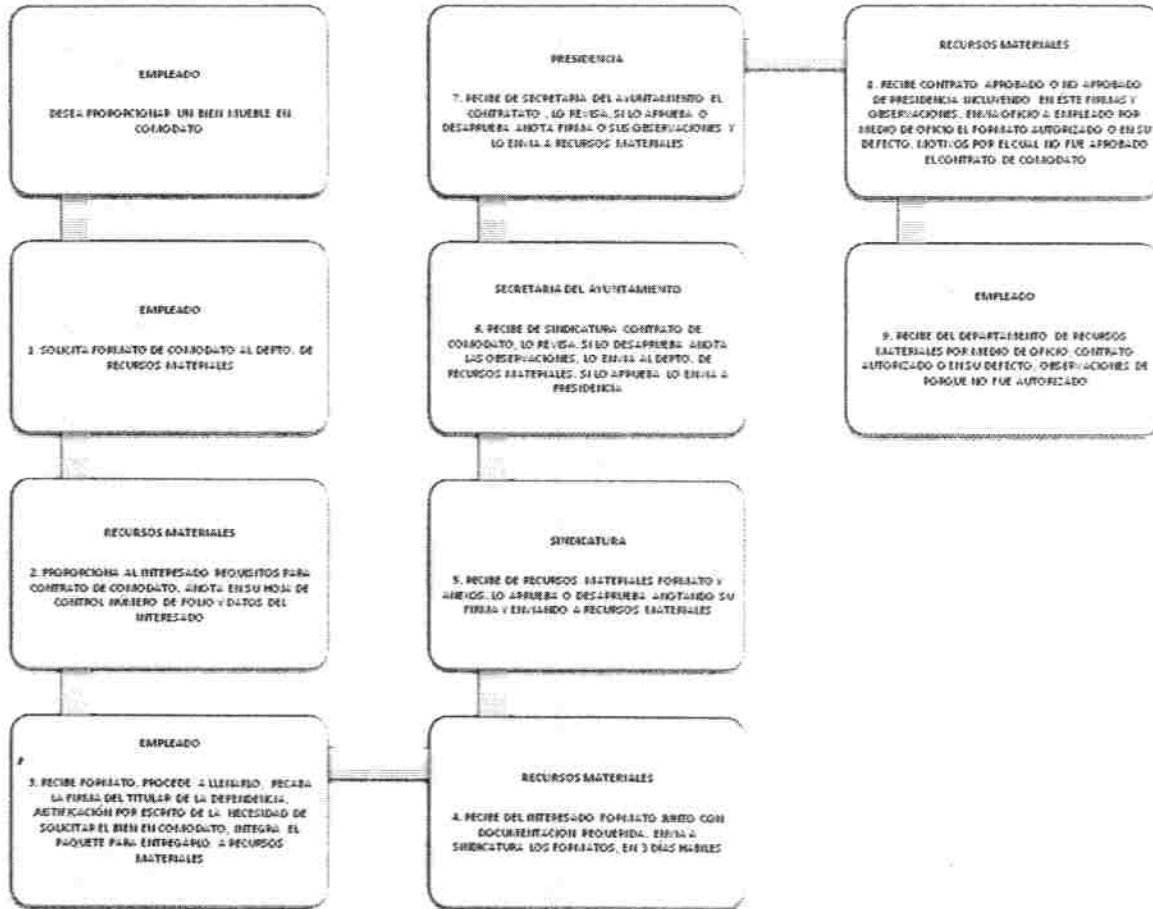 EMPLEADO
DESEA PROPORCIONAR UN BIEN MUEBLE EN
COMODATO
EMPLEADO
1. SOLICITA FORMATO DE COMODATO AL DEPTO. DE
RECURSOS MATERIALES
RECURSOS MATERIALES
2. PROPORCIONA AL INTERESADO REQUISITOS PARA
CONTRATO DE COMODATO, ANOTA EN SU HOJA DE
CONTROL NÚMERO DE FOLIO Y DATOS DEL
INTERESADO
EMPLEADO
3. RECIBE FORMATO, PROCEDE A LLENARLO, RECABA
LA FIRMA DEL TITULAR DE LA DEPENDENCIA,
JUSTIFICACIÓN POR ESCRITO DE LA NECESIDAD DE
SOLICITAR EL BIEN EN COMODATO, INTEGRA EL
PAQUETE PARA ENTREGARLO A RECURSOS
MATERIALES
RECURSOS MATERIALES
4. RECIBE DEL INTERESADO FORMATO JUNTO CON
DOCUMENTACION REQUERIDA. ENVIA A
SINDICATURA LOS FORMATOS, EN 3 DÍAS HABILES
SINDICATURA
5. RECIBE DE RECURSOS MATERIALES FORMATO Y
ANEXOS, LO APRUEBA O DESAPRUEBA ANOTANDO SU
FIRMA Y ENVIANDO A RECURSOS MATERIALES
SECRETARIA DEL AYUNTAMIENTO
6. RECIBE DE SINDICATURA CONTRATO DE
COMODATO, LO REVISA, SI LO DESAPRUEBA ANOTA
LAS OBSERVACIONES, LO ENVIA AL DEPTO. DE
RECURSOS MATERIALES, SI LO APRUEBA LO ENVIA A
PRESIDENCIA
PRESIDENCIA
7. RECIBE DE SECRETARIA DEL AYUNTAMIENTO EL
CONTRATATO , LO REVISA, SI LO APRUEBA O
DESAPRUEBA ANOTA FIRMA O SUS OBSERVACIONES Y
LO ENVIA A RECURSOS MATERIALES
RECURSOS MATERIALES
8. RECIBE CONTRATO APROBADO O NO APROBADO
DE PRESIDENCIA INCLUYENDO EN ÉSTE FIRMAS Y
OBSERVACIONES, ENVIA OFICIO A EMPLEADO POR
MEDIO DE OFICIO EL FORMATO AUTORIZADO O EN SU
DEFECTO, MOTIVOS POR EL CUAL NO FUE APROBADO
EL CONTRATO DE COMODATO
EMPLEADO
9. RECIBE DEL DEPARTAMENTO DE RECURSOS
MATERIALES POR MEDIO DE OFICIO, CONTRATO
AUTORIZADO O EN SU DEFECTO, OBSERVACIONES DE
PORQUE NO FUE AUTORIZADO